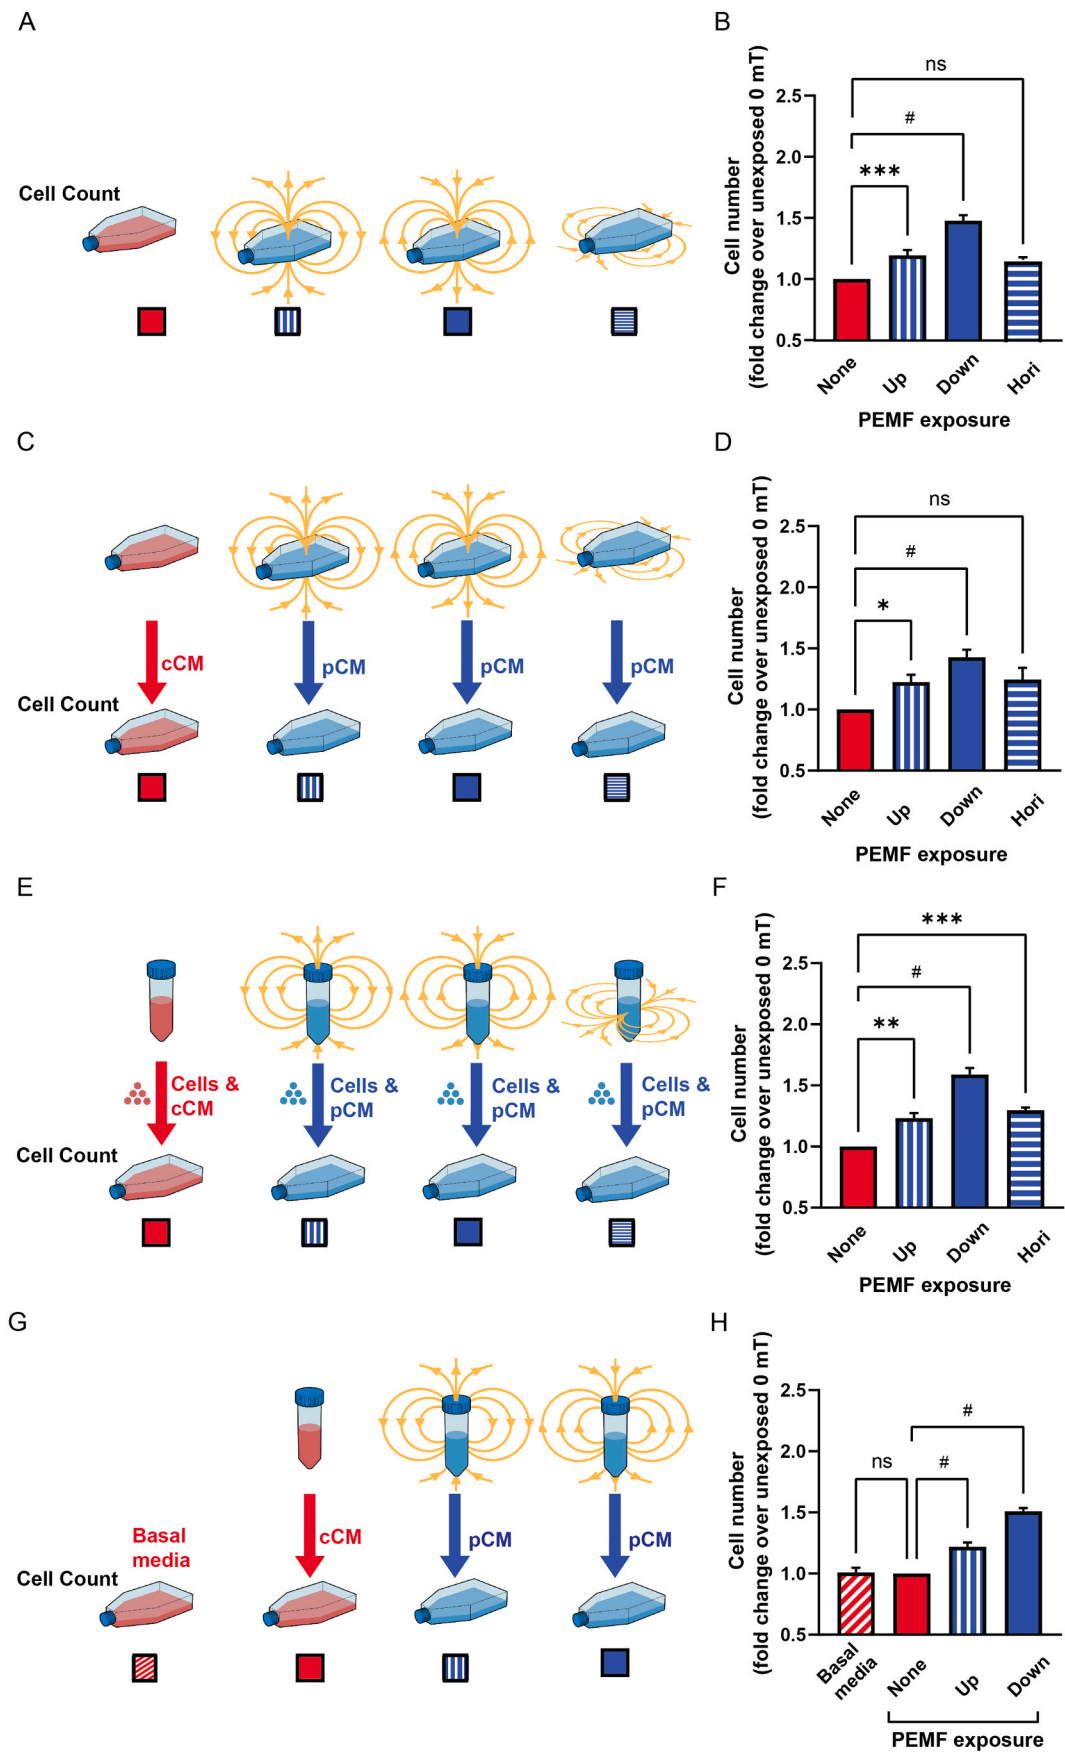 A
Cell Count
B
Cell number
(fold change over unexposed 0 mT)
2.5
2.0
1.5
1.0
0.5
ns
#
***
None
Up
Down
Hori
PEMF exposure
C
cCM
pCM
pCM
pCM
Cell Count
D
Cell number
(fold change over unexposed 0 mT)
2.5
2.0
1.5
1.0
0.5
ns
#
*
None
Up
Down
Hori
PEMF exposure
E
Cells &
cCM
Cells &
pCM
Cells &
pCM
Cells &
pCM
Cell Count
F
Cell number
(fold change over unexposed 0 mT)
2.5
2.0
1.5
1.0
0.5
***
#
**
None
Up
Down
Hori
PEMF exposure
G
Basal
media
cCM
pCM
pCM
Cell Count
H
Cell number
(fold change over unexposed 0 mT)
2.5
2.0
1.5
1.0
0.5
#
ns
#
Basal
media
None
Up
Down
PEMF exposure